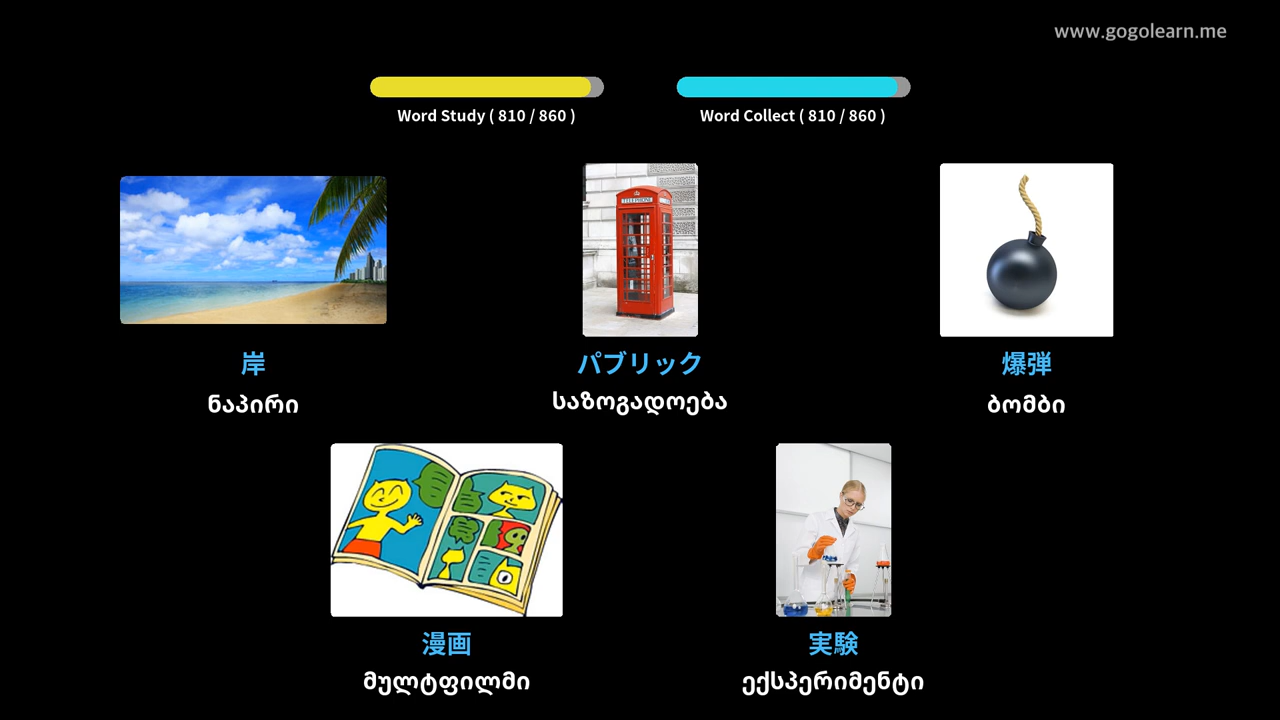 www.gogolearn.me
Word Study ( 810 / 860 )
Word Collect ( 810 / 860 )
TELEPHONE
岸
パブリック
爆弾
ნაპირი
საზოგადოება
ბომბი
漫画
実験
მულტფილმი
ექსპერიმენტი